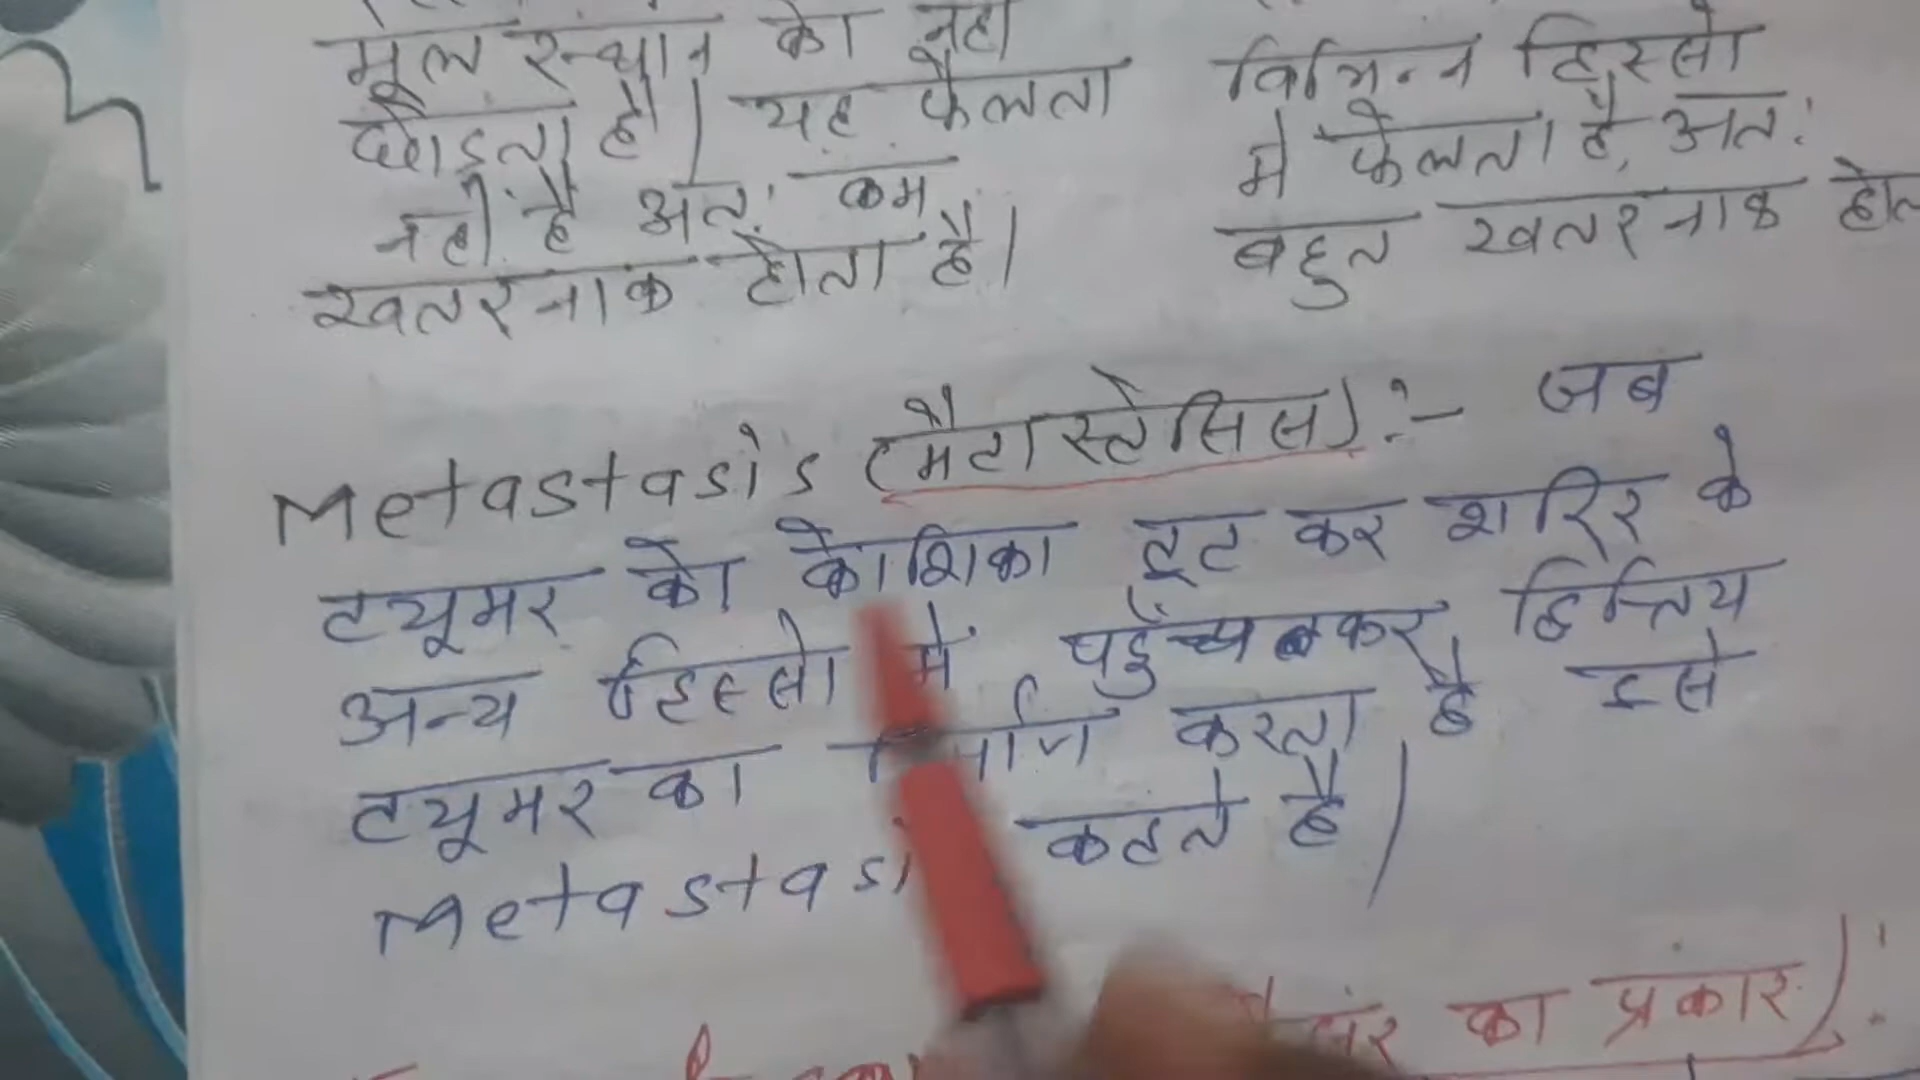 मूल स्थान को नहीं
छोड़ता है। यह फैलता
नहीं है अतः कम
खतरनाक होता है।
विभिन्न हिस्सो
में फैलता है, अतः
बहुत खतरनाक होत
Metastasis (मैटास्टेसिस) :- जब
ट्यूमर को कोशिका टूट कर शरिर के
अन्य हिस्सो में पहुँच्यकर द्वित्तिय
ट्यूमर का निर्माण करता है इसे
Metastasi कहते है।
का प्रकार) :